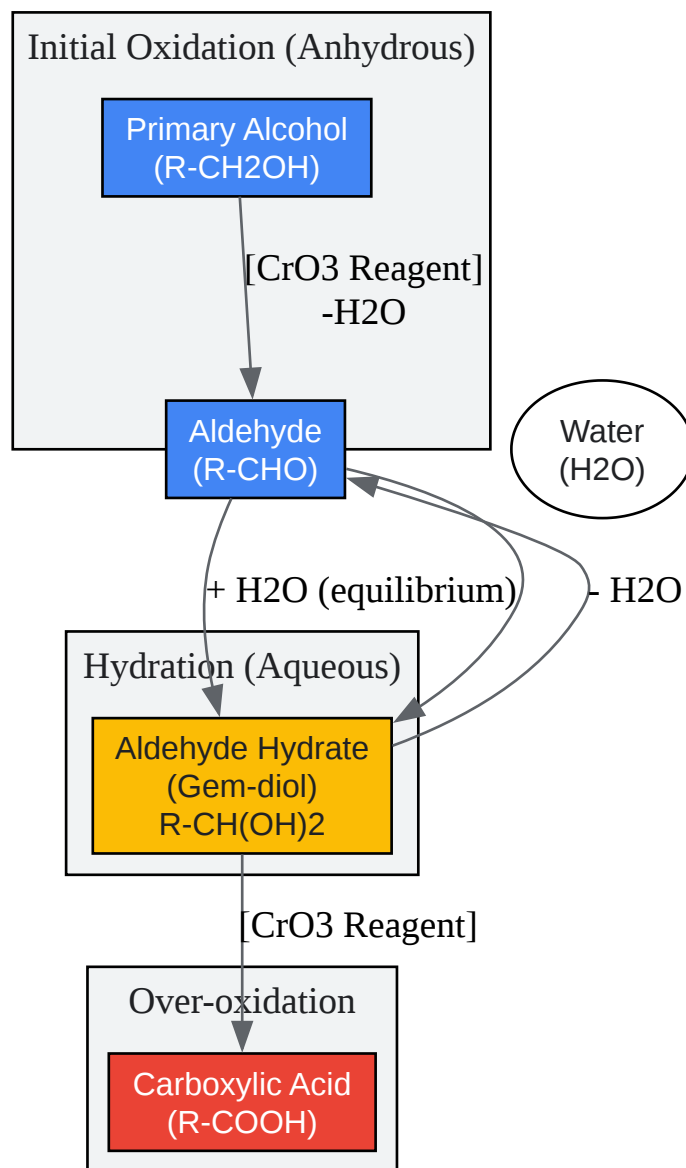 Initial Oxidation (Anhydrous)
Primary Alcohol
(R-CH2OH)
[CrO3 Reagent]
-H2O
Aldehyde
(R-CHO)
Water
(H2O)
+ H2O (equilibrium)
- H2O
Hydration (Aqueous)
Aldehyde Hydrate
(Gem-diol)
R-CH(OH)2
[CrO3 Reagent]
Over-oxidation
Carboxylic Acid
(R-COOH)